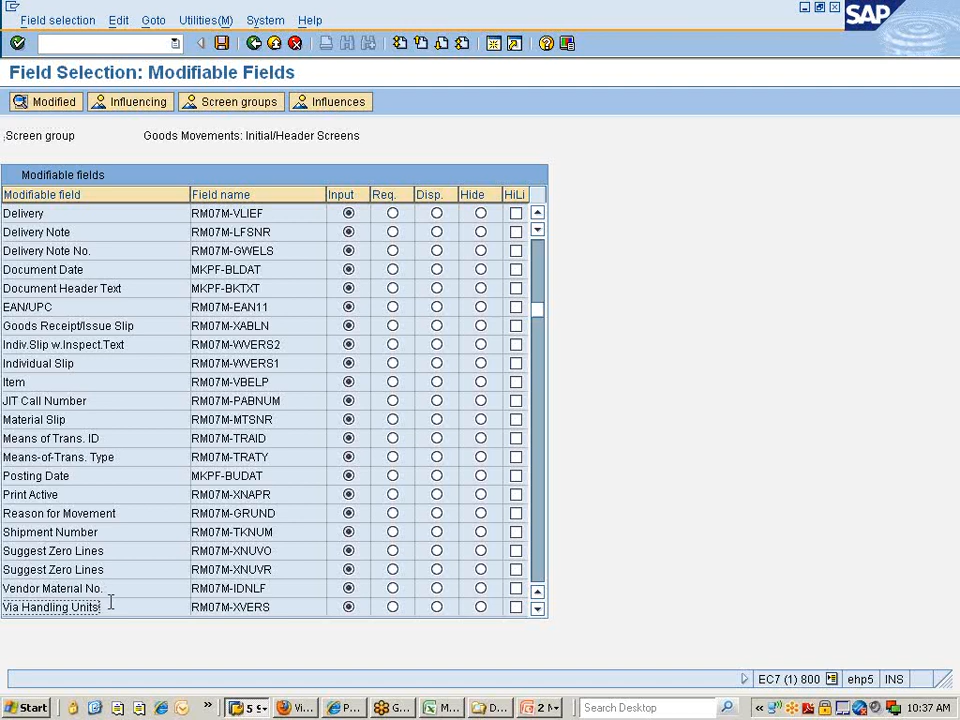 Field selection Edit Goto Utilities(M) System Help
SAP
Field Selection: Modifiable Fields
Modified Influencing Screen groups Influences
Screen group Goods Movements: Initial/Header Screens
Modifiable fields
Modifiable field Field name Input Req. Disp. Hide HiLi
Delivery RM07M-VLIEF
Delivery Note RM07M-LFSNR
Delivery Note No. RM07M-GWELS
Document Date MKPF-BLDAT
Document Header Text MKPF-BKTXT
EAN/UPC RM07M-EAN11
Goods Receipt/Issue Slip RM07M-XABLN
Indiv.Slip w.Inspect.Text RM07M-WVERS2
Individual Slip RM07M-WVERS1
Item RM07M-VBELP
JIT Call Number RM07M-PABNUM
Material Slip RM07M-MTSNR
Means of Trans. ID RM07M-TRAID
Means-of-Trans. Type RM07M-TRATY
Posting Date MKPF-BUDAT
Print Active RM07M-XNAPR
Reason for Movement RM07M-GRUND
Shipment Number RM07M-TKNUM
Suggest Zero Lines RM07M-XNUVO
Suggest Zero Lines RM07M-XNUVR
Vendor Material No. RM07M-IDNLF
Via Handling Units RM07M-XVERS
EC7 (1) 800 ehp5 INS
Start » 5 S Vi... G... M... D... 2 M Search Desktop « 10:37 AM